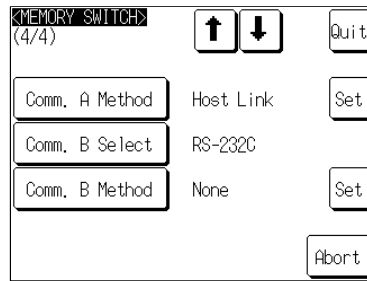 <MEMORY SWITCH>
(4/4) Quit
Comm. A Method Host Link Set
Comm. B Select RS-232C
Comm. B Method None Set
Abort